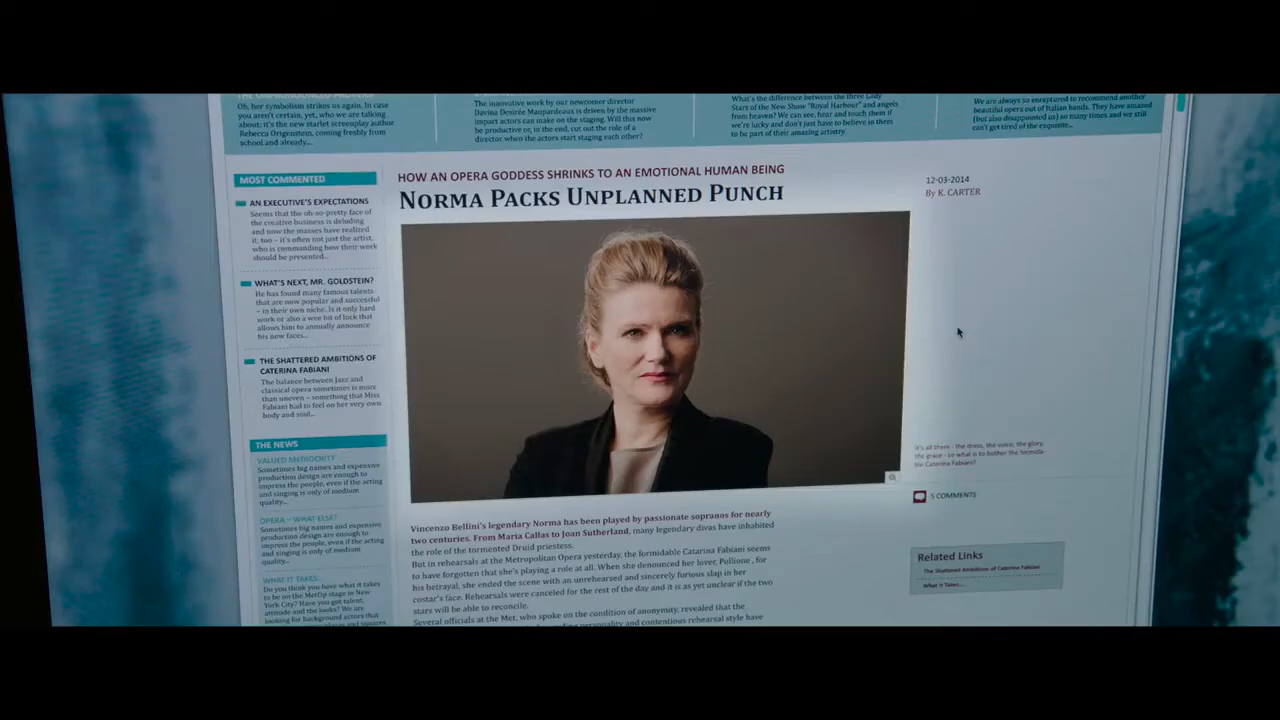 Oh, her symbolism strikes us again. In case
you aren't certain, yet, who we are talking
about: it's the new starlet screenplay author
Rebecca Origenstein, coming freshly from
school and already...
The innovative work by our newcomer director
Davina Desirée Maupardeaus is driven by the massive
impact actors can make on the staging. Will this now
be productive or, in the end, cut out the role of a
director when the actors start staging each other?
What's the difference between the three Lady
Stars of the New Show "Royal Harbour" and angels
from heaven? We can see, hear and touch them if
we're lucky and don't just have to believe in them
to be part of their amazing artistry.
We are always so enraptured to recommend another
beautiful opera out of Italian hands. They have amazed
(but also disappointed us) so many times and we still
can't get tired of the exquisite...
MOST COMMENTED
AN EXECUTIVE'S EXPECTATIONS
Seems that the oh-so-pretty face of
the creative business is deluding
and now the masses have realized
it, too – it's often not just the artist,
who is commanding how their work
should be presented...
WHAT'S NEXT, MR. GOLDSTEIN?
He has found many famous talents
that are now popular and successful
– in their own niche. Is it only hard
work or also a wee bit of luck that
allows him to annually announce
his new faces...
THE SHATTERED AMBITIONS OF
CATERINA FABIANI
The balance between Jazz and
classical opera sometimes is more
than uneven – something that Miss
Fabiani had to feel on her very own
body and soul...
THE NEWS
VALUED MEDIOCRITY
Sometimes big names and expensive
production design are enough to
impress the people, even if the acting
and singing is only of medium
quality...
OPERA – WHAT ELSE?
Sometimes big names and expensive
production design are enough to
impress the people, even if the acting
and singing is only of medium
quality...
WHAT IT TAKES...
Do you think you have what it takes
to be on the MetOp stage in New
York City? Have you got talent,
attitude and the looks? We are
looking for background actors that
HOW AN OPERA GODDESS SHRINKS TO AN EMOTIONAL HUMAN BEING
NORMA PACKS UNPLANNED PUNCH
12-03-2014
By K. CARTER
It's all there - the dress, the voice, the glory,
the grace - so what is to bother the formida-
ble Caterina Fabiani?
5 COMMENTS
Related Links
The Shattered Ambitions of Caterina Fabiani
What it Takes...
Vincenzo Bellini's legendary Norma has been played by passionate sopranos for nearly
two centuries. From Maria Callas to Joan Sutherland, many legendary divas have inhabited
the role of the tormented Druid priestess.
But in rehearsals at the Metropolitan Opera yesterday, the formidable Catarina Fabiani seems
to have forgotten that she's playing a role at all. When she denounced her lover, Pollione, for
his betrayal, she ended the scene with an unrehearsed and sincerely furious slap in her
costar's face. Rehearsals were canceled for the rest of the day and it is as yet unclear if the two
stars will be able to reconcile.
Several officials at the Met, who spoke on the condition of anonymity, revealed that the
personality and contentious rehearsal style have